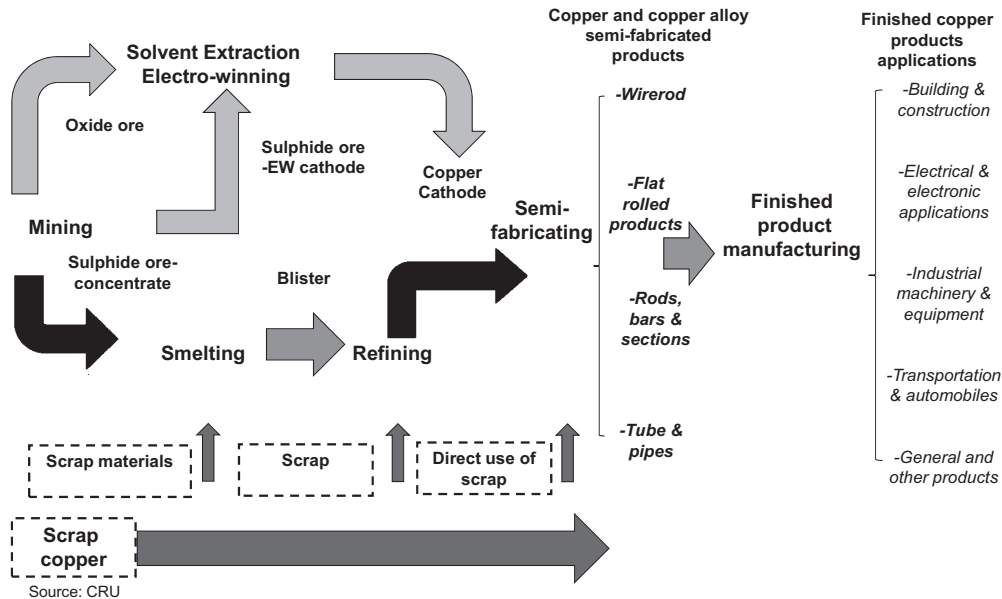 Copper and copper alloy
semi-fabricated
products
Finished copper
products
applications
Solvent Extraction
Electro-winning
Oxide ore
Sulphide ore
-EW cathode
Copper
Cathode
Mining
Sulphide ore-
concentrate
Smelting
Blister
Refining
Semi-
fabricating
-Wirerod
-Flat
rolled
products
-Rods,
bars &
sections
-Tube &
pipes
Finished
product
manufacturing
-Building &
construction
-Electrical &
electronic
applications
-Industrial
machinery &
equipment
-Transportation
& automobiles
-General and
other products
Scrap materials
Scrap
Direct use of
scrap
Scrap
copper
Source: CRU